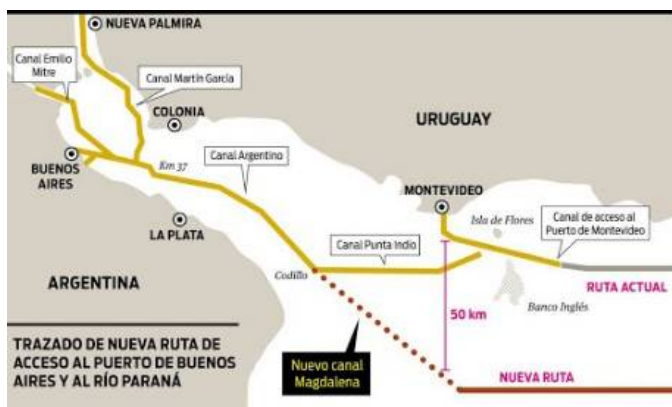 NUEVA PALMIRA
Canal Emilio
Mitre
Canal Martín García
COLONIA
URUGUAY
BUENOS
AIRES
Km 37
Canal Argentino
MONTEVIDEO
Isla de Flores
Canal de acceso al
Puerto de Montevideo
LA PLATA
Canal Punta Indio
Codillo
ARGENTINA
RUTA ACTUAL
Banco Inglés
50 km
TRAZADO DE NUEVA RUTA DE
ACCESO AL PUERTO DE BUENOS
AIRES Y AL RÍO PARANÁ
Nuevo canal
Magdalena
NUEVA RUTA